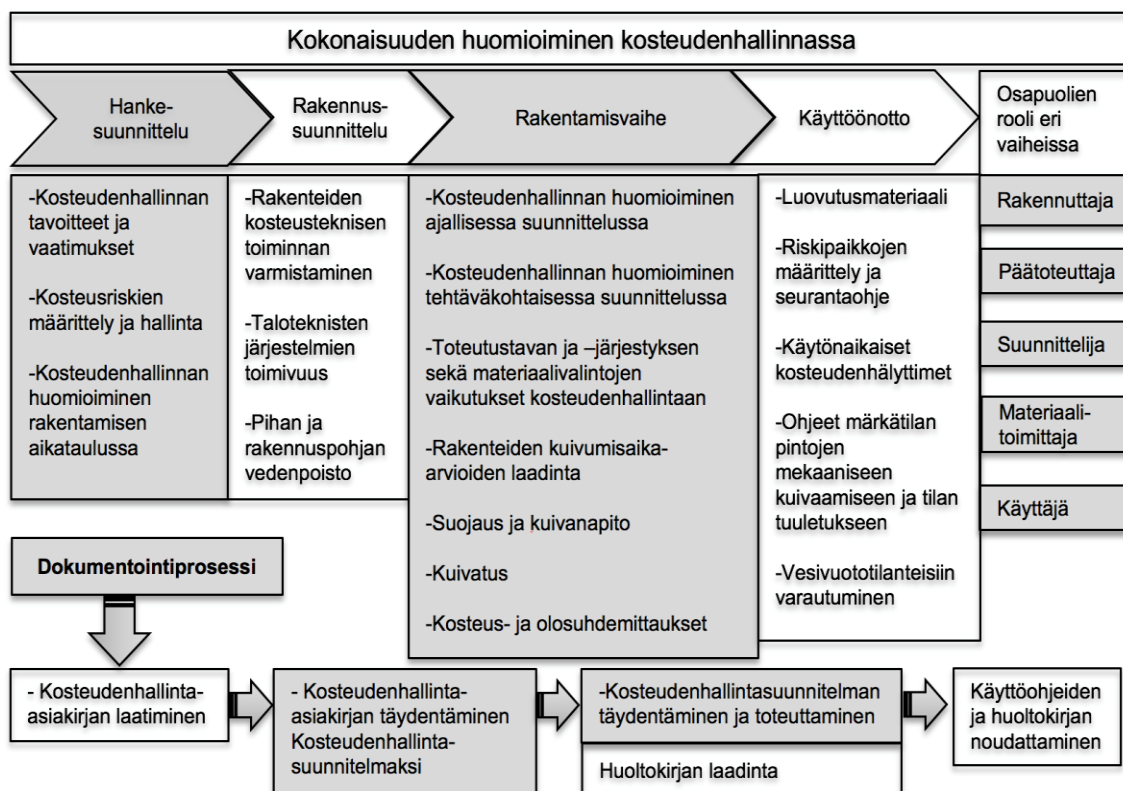 Kokonaisuuden huomioiminen kosteudenhallinnassa
Hanke-
suunnittelu
Rakennus-
suunnittelu
Rakentamisvaihe
Käyttöönotto
Osapuolien
rooli eri
vaiheissa
-Kosteudenhallinnan
tavoitteet ja
vaatimukset
-Kosteusriskien
määrittely ja hallinta
-Kosteudenhallinnan
huomioiminen
rakentamisen
aikataulussa
-Rakenteiden
kosteusteknisen
toiminnan
varmistaminen
-Taloteknisten
järjestelmien
toimivuus
-Pihan ja
rakennuspohjan
vedenpoisto
-Kosteudenhallinnan huomioiminen
ajallisessa suunnittelussa
-Kosteudenhallinnan huomioiminen
tehtäväkohtaisessa suunnittelussa
-Toteutustavan ja –järjestyksen
sekä materiaalivalintojen
vaikutukset kosteudenhallintaan
-Rakenteiden kuivumisaika-
arvioiden laadinta
-Suojaus ja kuivanapito
-Kuivatus
-Kosteus- ja olosuhdemittaukset
-Luovutusmateriaali
-Riskipaikkojen
määrittely ja
seurantaohje
-Käytönaikaiset
kosteudenhälyttimet
-Ohjeet märkätilan
pintojen
mekaaniseen
kuivaamiseen ja tilan
tuuletukseen
-Vesivuototilanteisiin
varautuminen
Rakennuttaja
Päätoteuttaja
Suunnittelija
Materiaali-
toimittaja
Käyttäjä
Dokumentointiprosessi
- Kosteudenhallinta-
asiakirjan laatiminen
- Kosteudenhallinta-
asiakirjan täydentäminen
Kosteudenhallinta-
suunnitelmaksi
-Kosteudenhallintasuunnitelman
täydentäminen ja toteuttaminen
Huoltokirjan laadinta
Käyttöohjeiden
ja huoltokirjan
noudattaminen